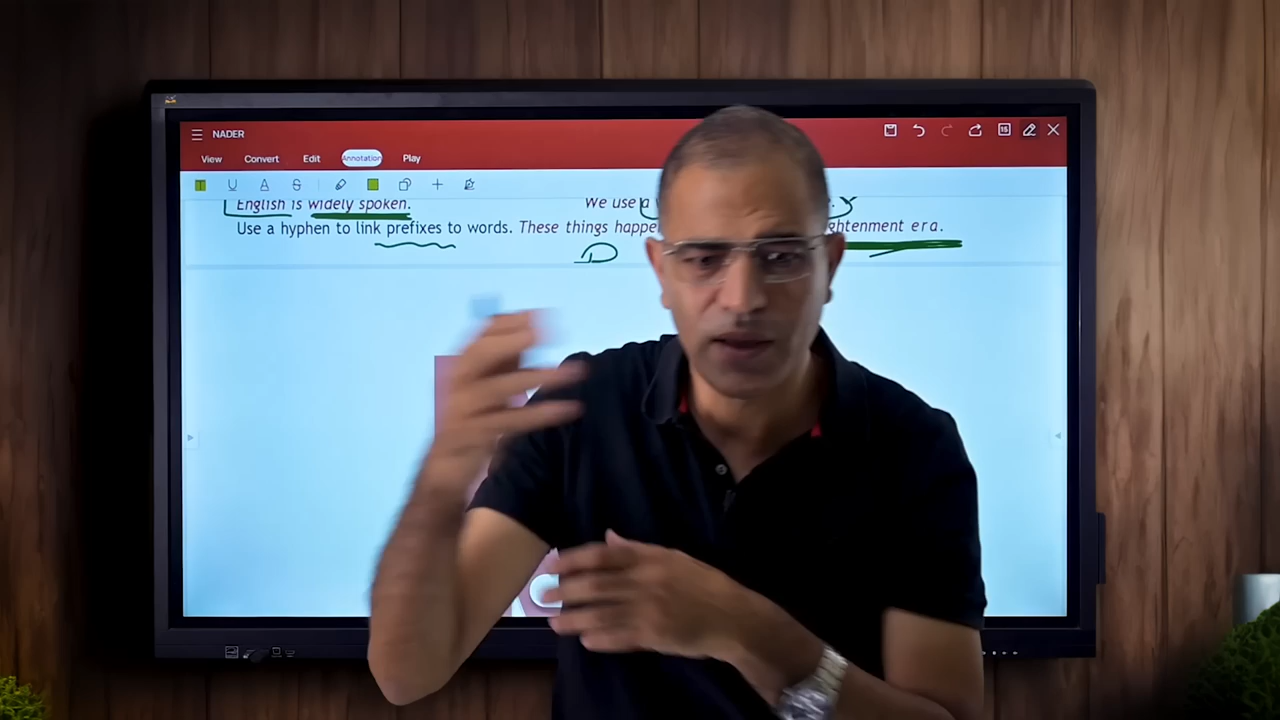 NADER
View Convert Edit Annotation Play
English is widely spoken. We use a
Use a hyphen to link prefixes to words. These things happe ghtenment era.
D